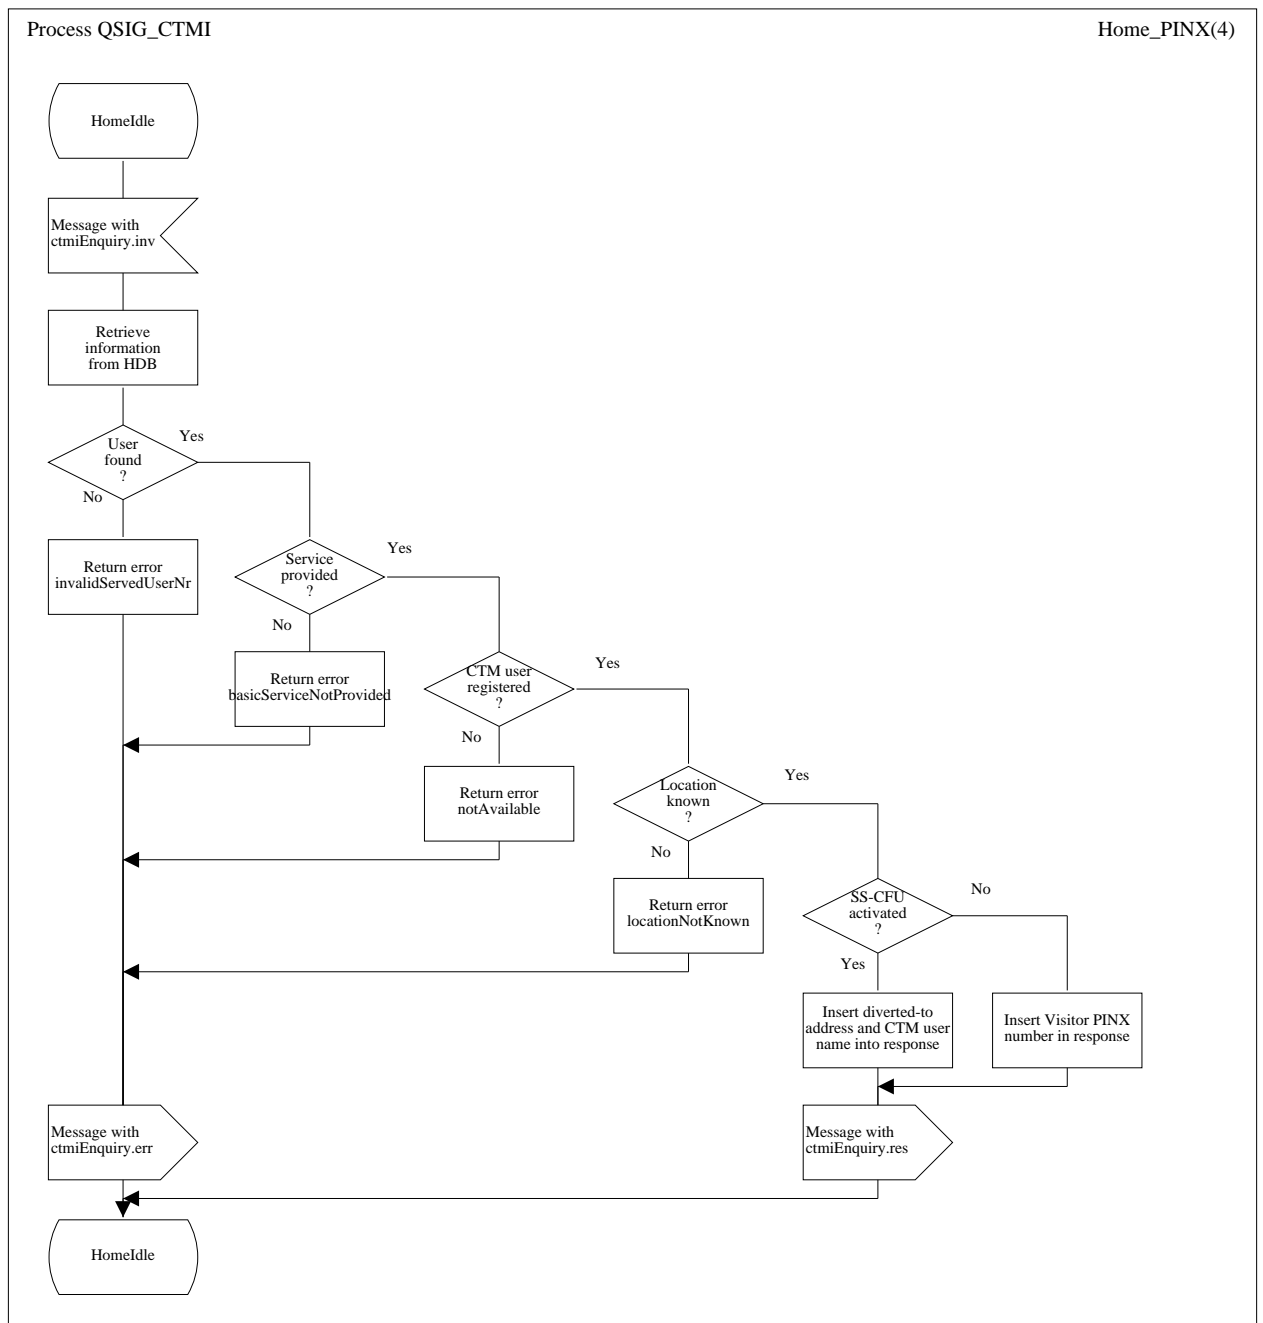 Process QSIG_CTMI
Home_PINX(4)
HomeIdle
Message with
ctmiEnquiry.inv
Retrieve
information
from HDB
User
found
?
Yes
No
Return error
invalidServedUserNr
Service
provided
?
Yes
No
Return error
basicServiceNotProvided
CTM user
registered
?
Yes
No
Return error
notAvailable
Location
known
?
Yes
No
Return error
locationNotKnown
SS-CFU
activated
?
No
Yes
Insert diverted-to
address and CTM user
name into response
Insert Visitor PINX
number in response
Message with
ctmiEnquiry.err
Message with
ctmiEnquiry.res
HomeIdle